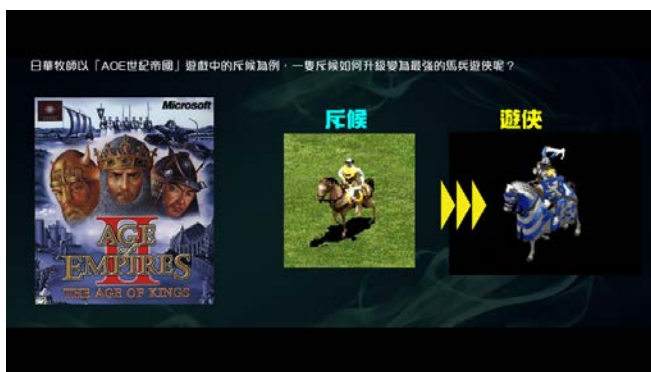 日華牧師以「AOE世紀帝國」遊戲中的斥候為例，一隻斥候如何升級變為最強的馬兵遊俠呢？
Microsoft
斥候
遊俠
AGE
of
EMPIRES
II
THE AGE OF KINGS